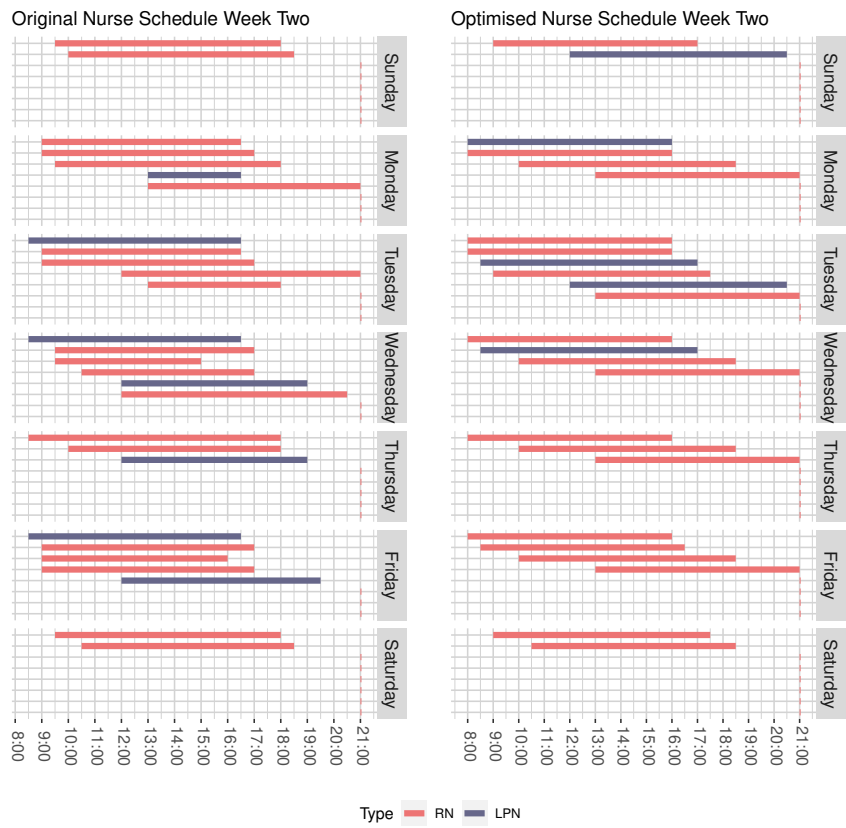 Original Nurse Schedule Week Two
Optimised Nurse Schedule Week Two
Sunday
Sunday
Monday
Monday
Tuesday
Tuesday
Wednesday
Wednesday
Thursday
Thursday
Friday
Friday
Saturday
Saturday
8:00 9:00 10:00 11:00 12:00 13:00 14:00 15:00 16:00 17:00 18:00 19:00 20:00 21:00
8:00 9:00 10:00 11:00 12:00 13:00 14:00 15:00 16:00 17:00 18:00 19:00 20:00 21:00
Type RN LPN